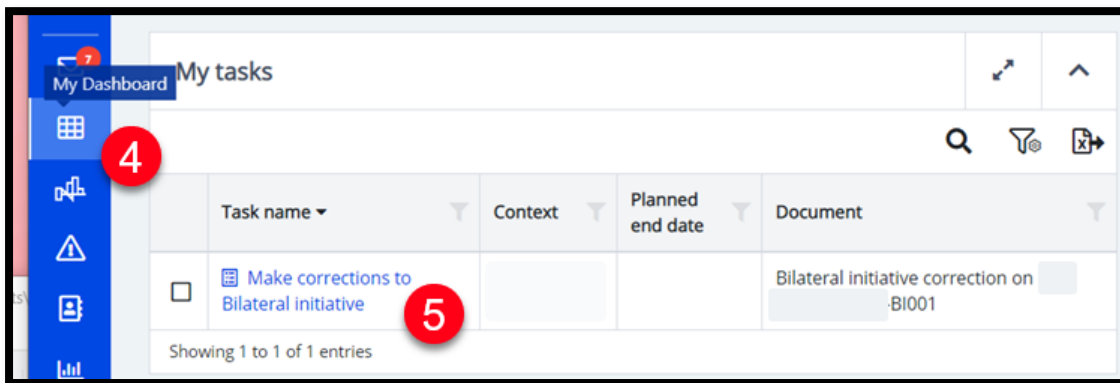 7
My Dashboard
My tasks
4
Task name
Context
Planned
end date
Document
Make corrections to
Bilateral initiative
5
Bilateral initiative correction on
-BI001
Showing 1 to 1 of 1 entries